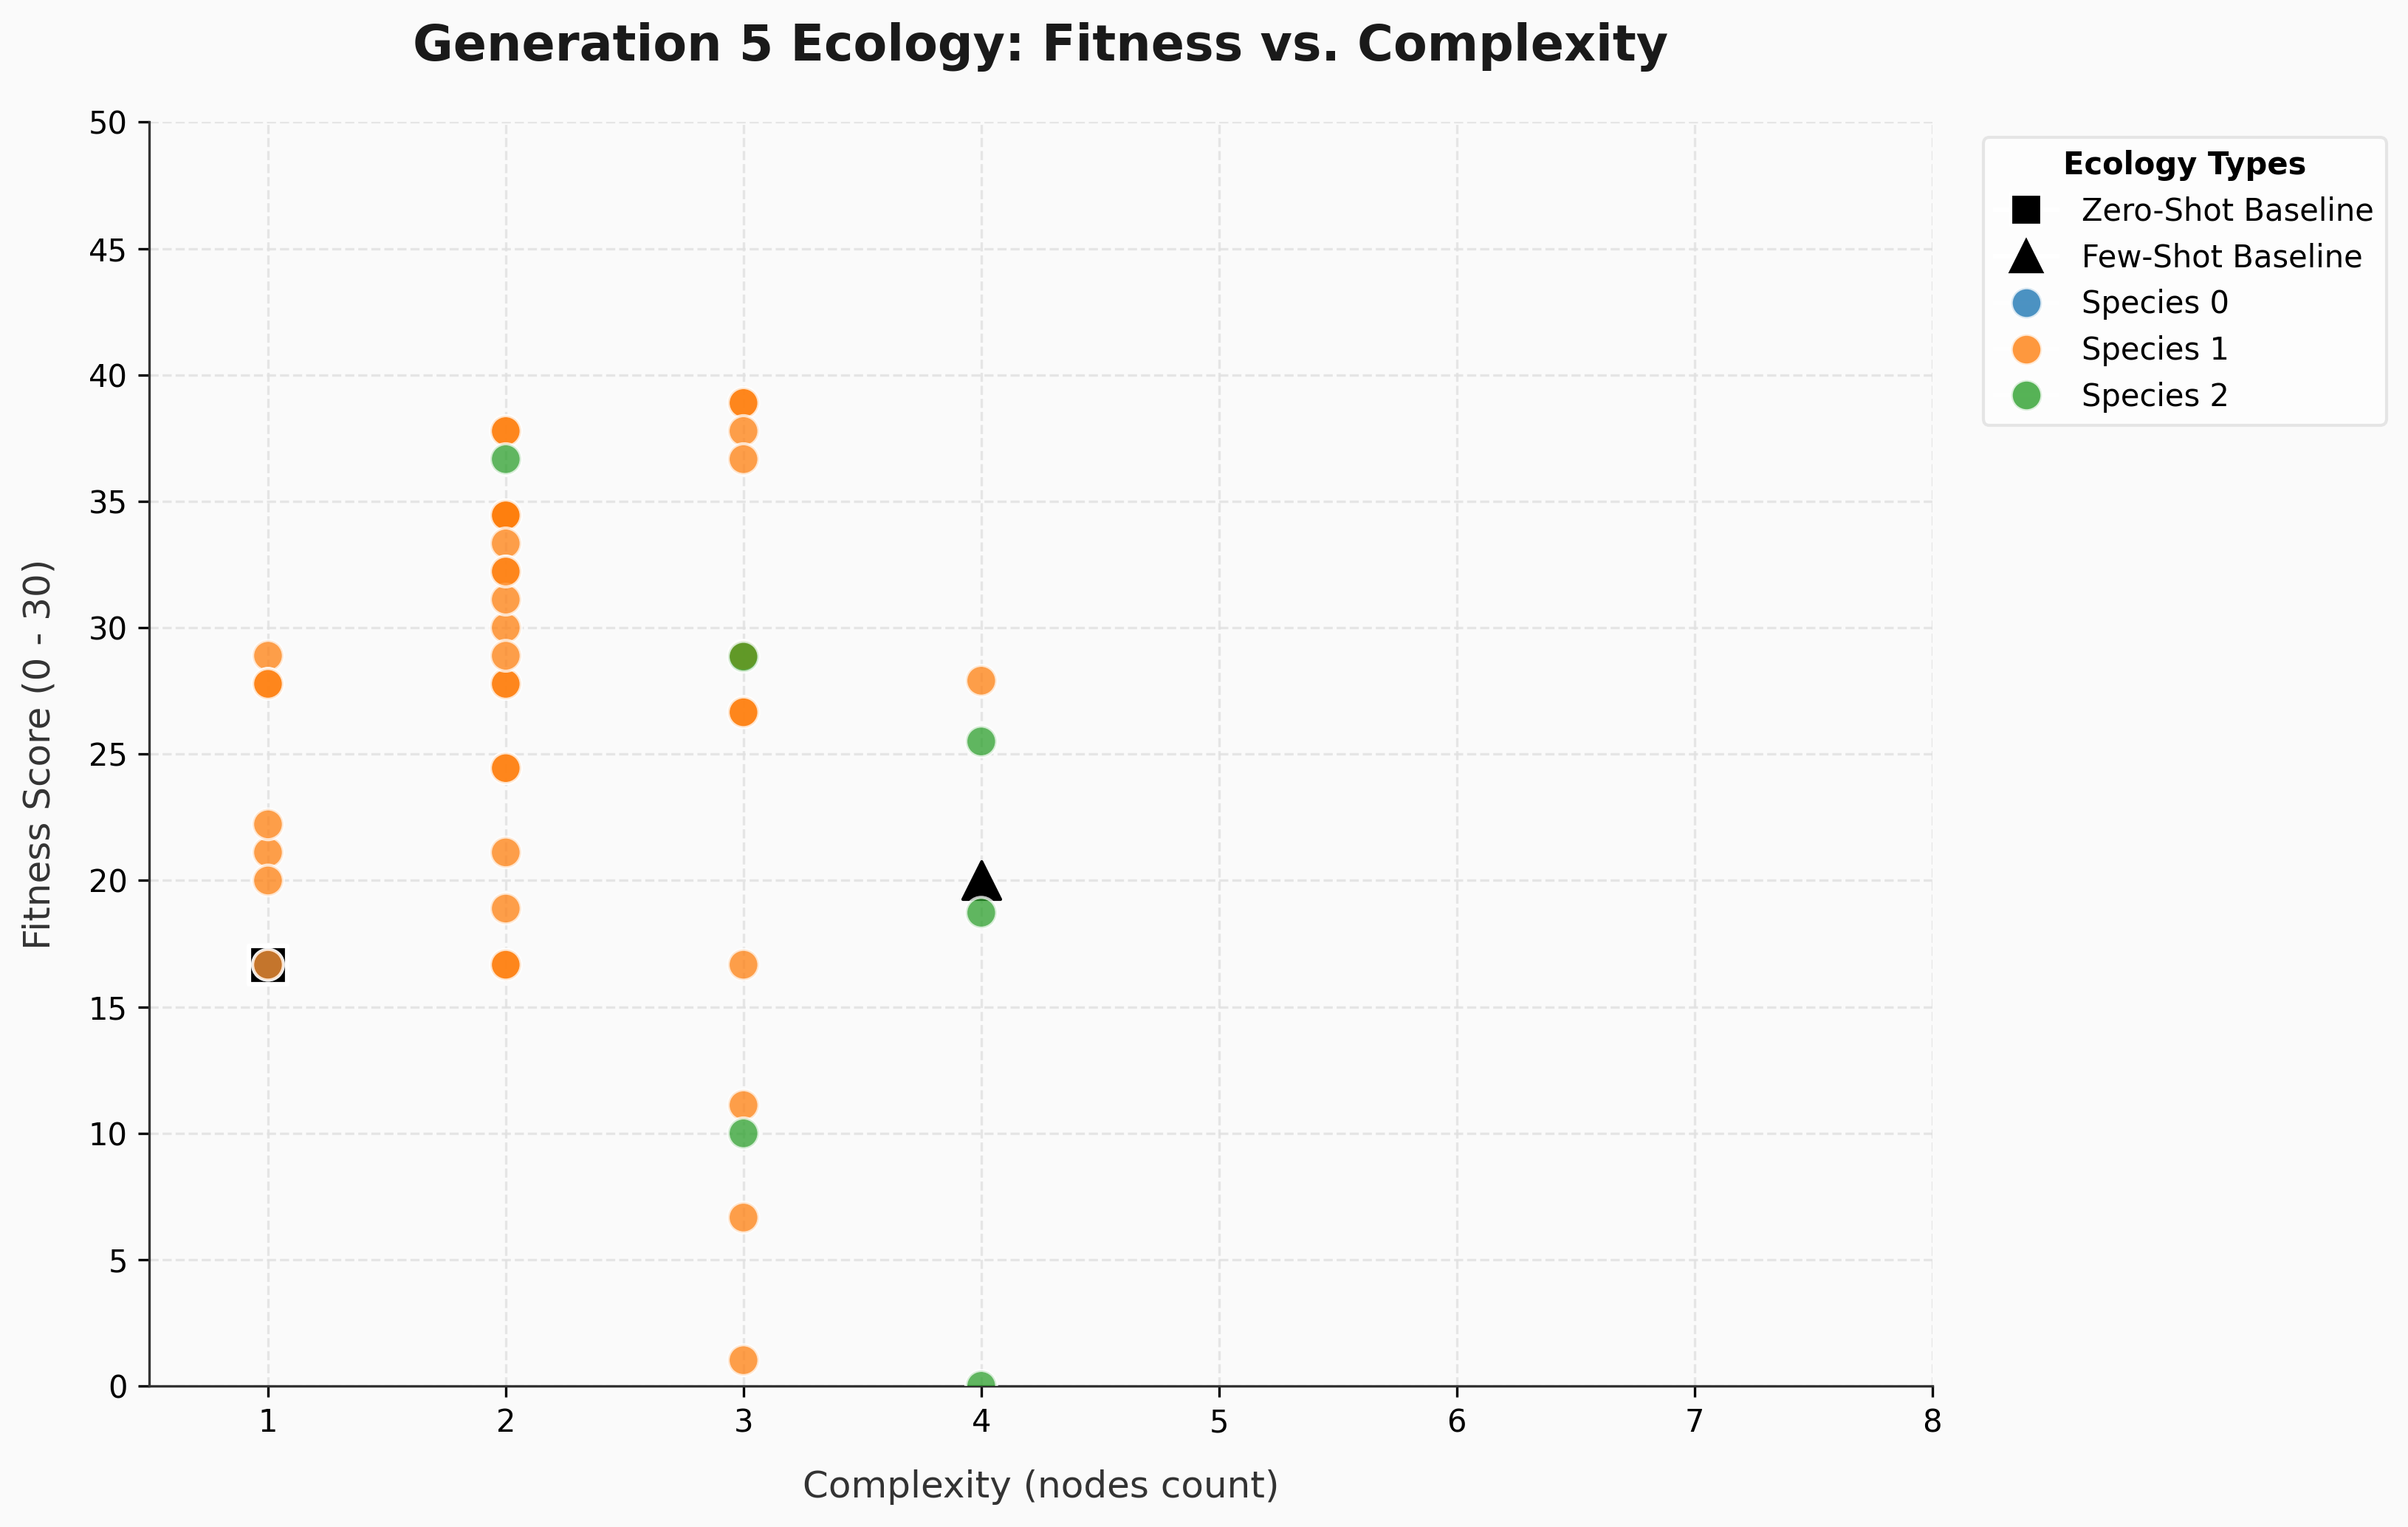 Generation 5 Ecology: Fitness vs. Complexity
50
45
40
35
30
25
20
15
10
5
0
Fitness Score (0 - 30)
1 2 3 4 5 6 7 8
Complexity (nodes count)
Ecology Types
Zero-Shot Baseline
Few-Shot Baseline
Species 0
Species 1
Species 2